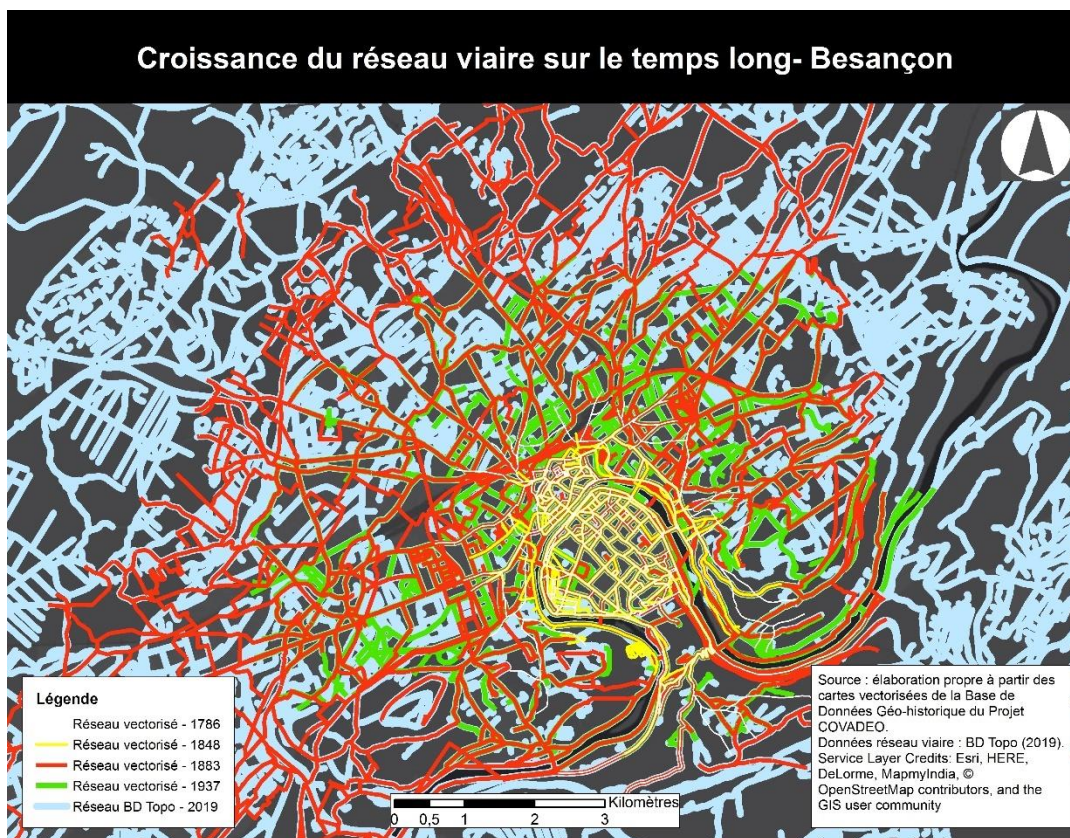 Croissance du réseau viaire sur le temps long- Besançon
Légende
Réseau vectorisé - 1786
Réseau vectorisé - 1848
Réseau vectorisé - 1883
Réseau vectorisé - 1937
Réseau BD Topo - 2019
Kilomètres
0 0,5 1 2 3
Source : élaboration propre à partir des
cartes vectorisées de la Base de
Données Géo-historique du Projet
COVADEO.
Données réseau viaire : BD Topo (2019).
Service Layer Credits: Esri, HERE,
DeLorme, MapmyIndia, ©
OpenStreetMap contributors, and the
GIS user community